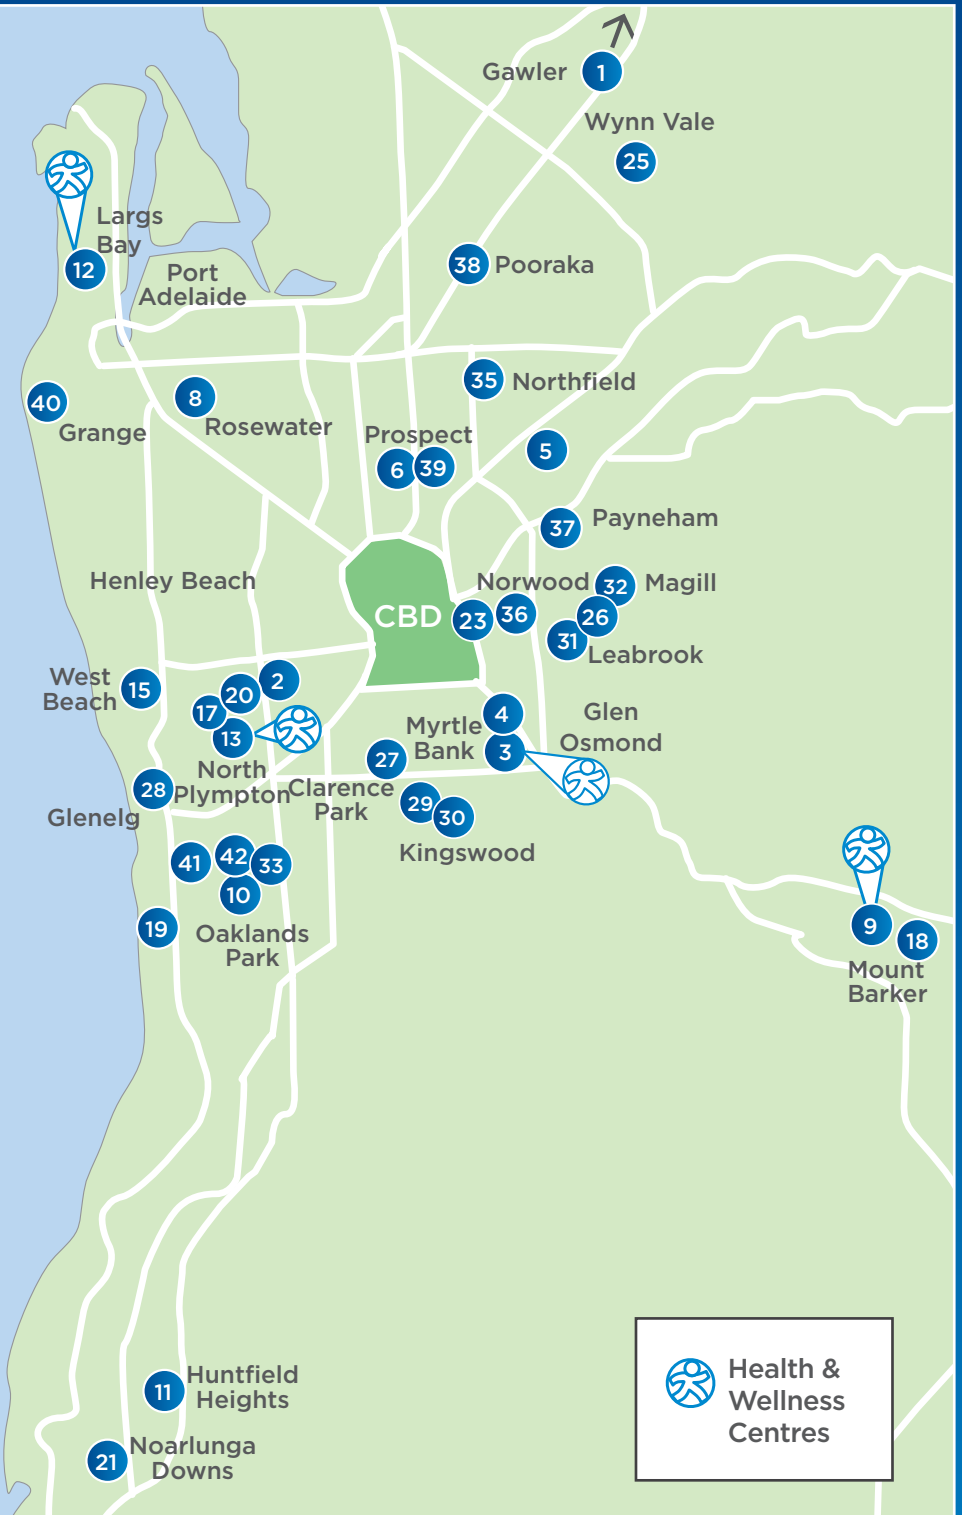 Gawler
1
Wynn Vale
25
Largs
Bay
12
Port
Adelaide
38
Pooraka
35
Northfield
40
Grange
8
Rosewater
Prospect
6
39
5
37
Payneham
Henley Beach
CBD
Norwood
32
Magill
23
36
26
31
Leabrook
West
Beach
15
2
20
17
13
North
Plympton
4
Myrtle
Bank
3
Glen
Osmond
27
Clarence
Park
28
Glenelg
29
30
Kingswood
41
42
33
10
Oaklands
Park
19
9
18
Mount
Barker
11
Huntfield
Heights
21
Noarlunga
Downs
Health &
Wellness
Centres